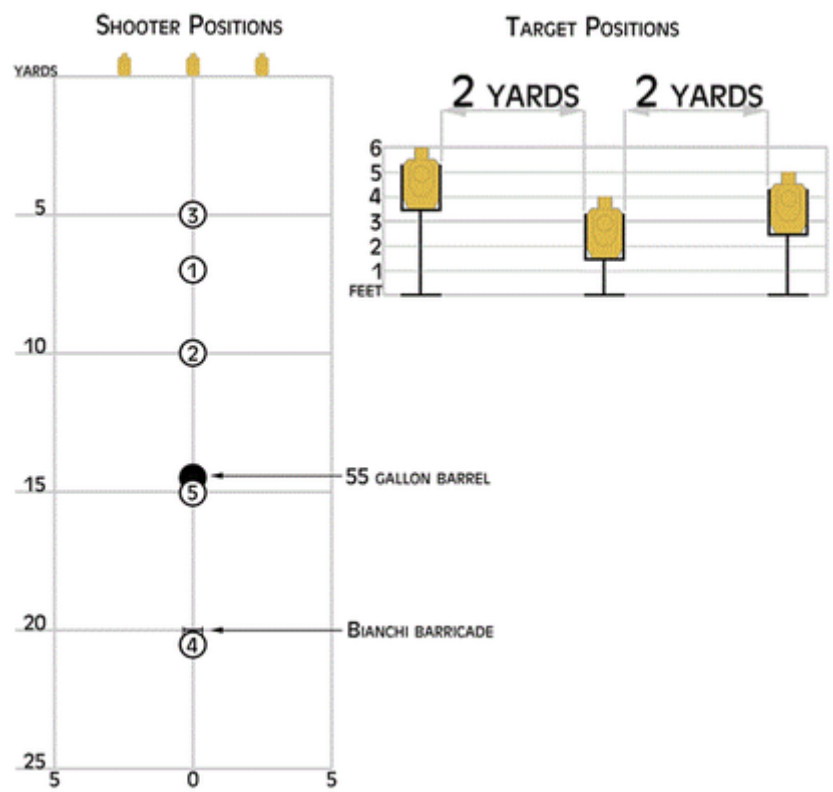 Shooter Positions
YARDS
5
3
1
10
2
55 GALLON BARREL
15
5
20
BIANCHI BARRICADE
4
25
5 0 5
Target Positions
2 YARDS 2 YARDS
6
5
4
3
2
1
FEET